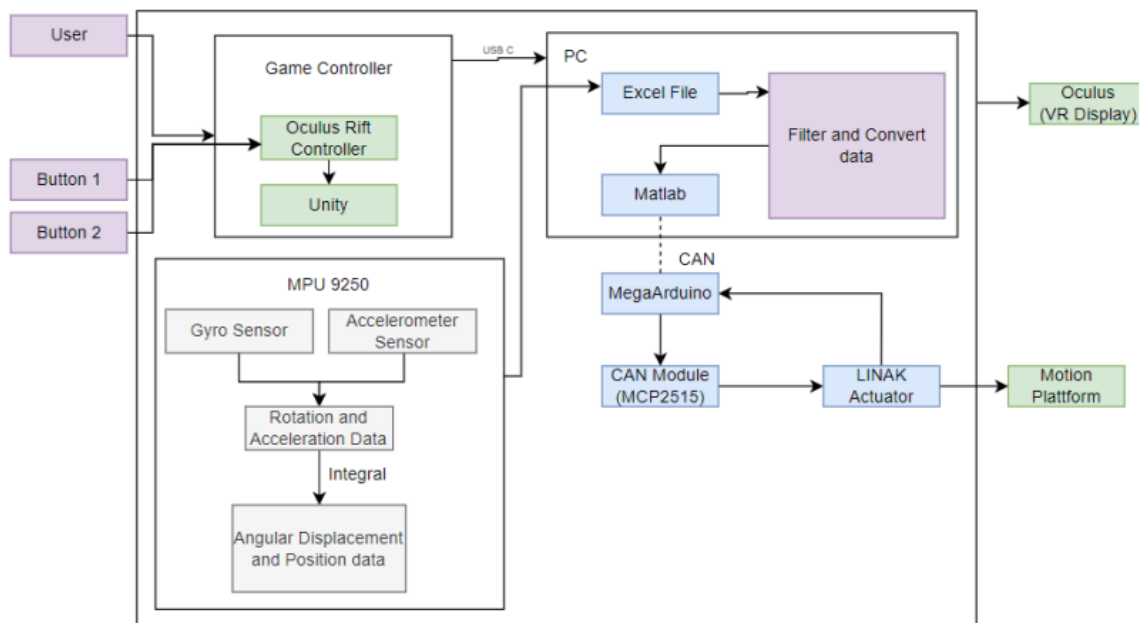 User
Button 1
Button 2
Game Controller
Oculus Rift
Controller
Unity
USB C
PC
Excel File
Filter and Convert
data
Matlab
CAN
MegaArduino
CAN Module
(MCP2515)
LINAK
Actuator
Oculus
(VR Display)
Motion
Plattform
MPU 9250
Gyro Sensor
Accelerometer
Sensor
Rotation and
Acceleration Data
Integral
Angular Displacement
and Position data